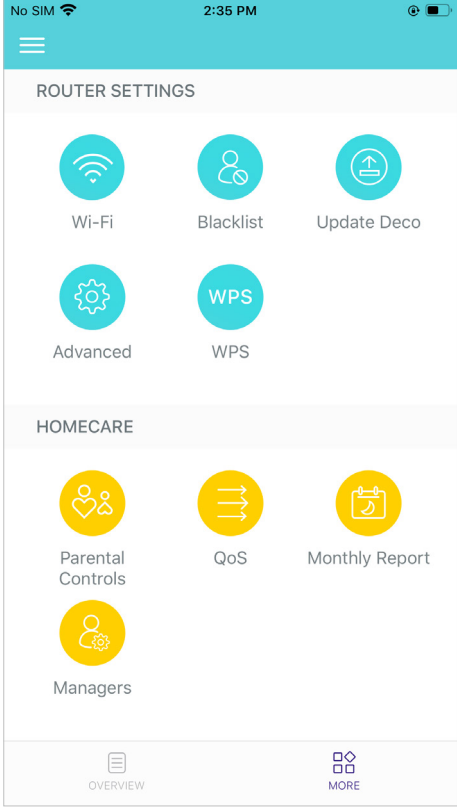 No SIM 2:35 PM
ROUTER SETTINGS
Wi-Fi Blacklist Update Deco
WPS
Advanced WPS
HOMECARE
Parental Controls QoS Monthly Report
Managers
OVERVIEW MORE